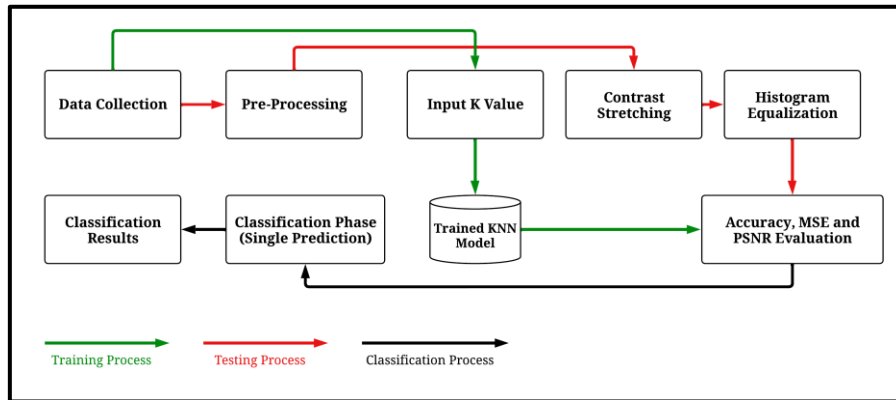 Data Collection
Pre-Processing
Input K Value
Contrast
Stretching
Histogram
Equalization
Classification
Results
Classification Phase
(Single Prediction)
Trained KNN
Model
Accuracy, MSE and
PSNR Evaluation
Training Process
Testing Process
Classification Process